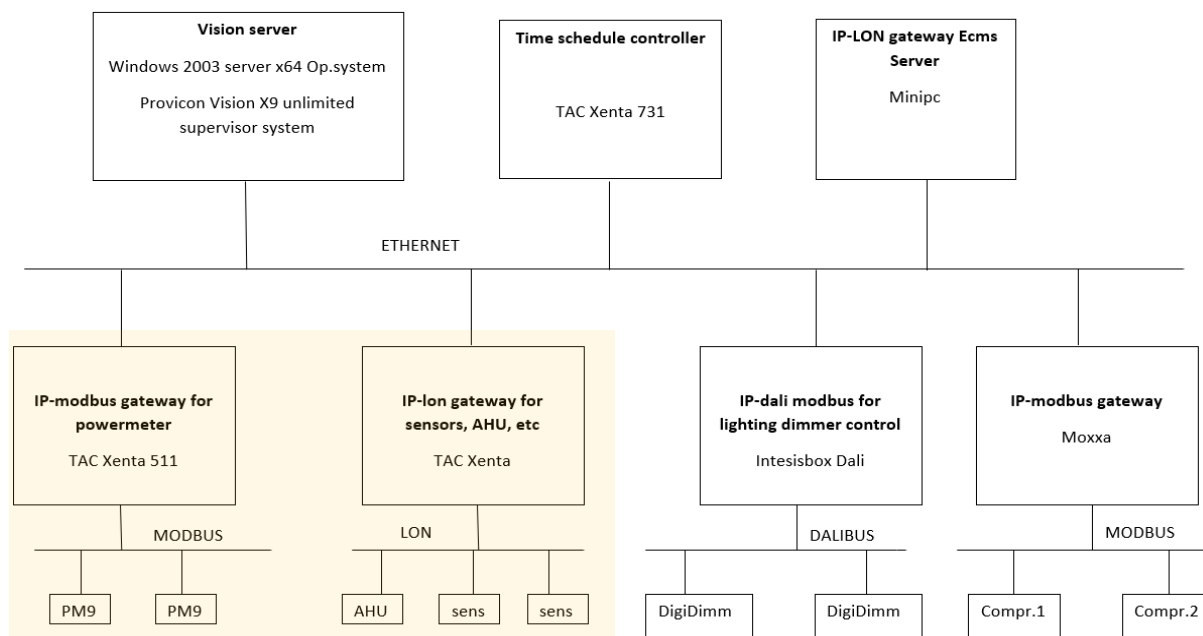 Vision server
Windows 2003 server x64 Op.system
Provicon Vision X9 unlimited
supervisor system
Time schedule controller
TAC Xenta 731
IP-LON gateway Ecms
Server
Minipc
ETHERNET
IP-modbus gateway for
powermeter
TAC Xenta 511
IP-lon gateway for
sensors, AHU, etc
TAC Xenta
IP-dali modbus for
lighting dimmer control
Intesisbox Dali
IP-modbus gateway
Moxxa
MODBUS
LON
DALIBUS
MODBUS
PM9
PM9
AHU
sens
sens
DigiDimm
DigiDimm
Compr.1
Compr.2